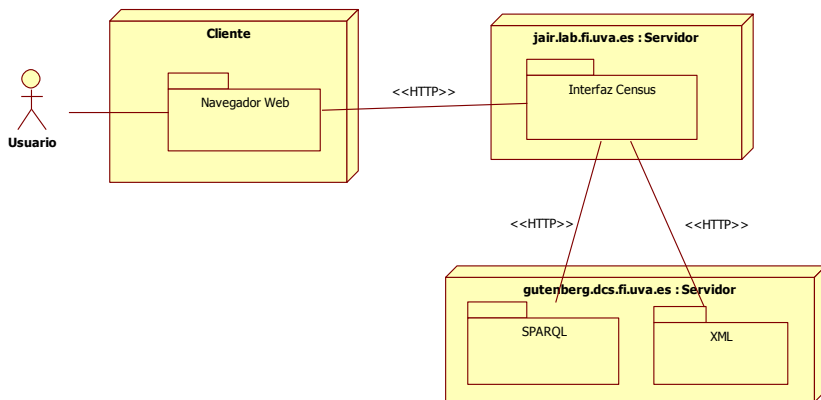 Cliente
jair.lab.fi.uva.es : Servidor
Navegador Web
<<HTTP>>
Interfaz Census
Usuario
<<HTTP>>
<<HTTP>>
gutenberg.dcs.fi.uva.es : Servidor
SPARQL
XML